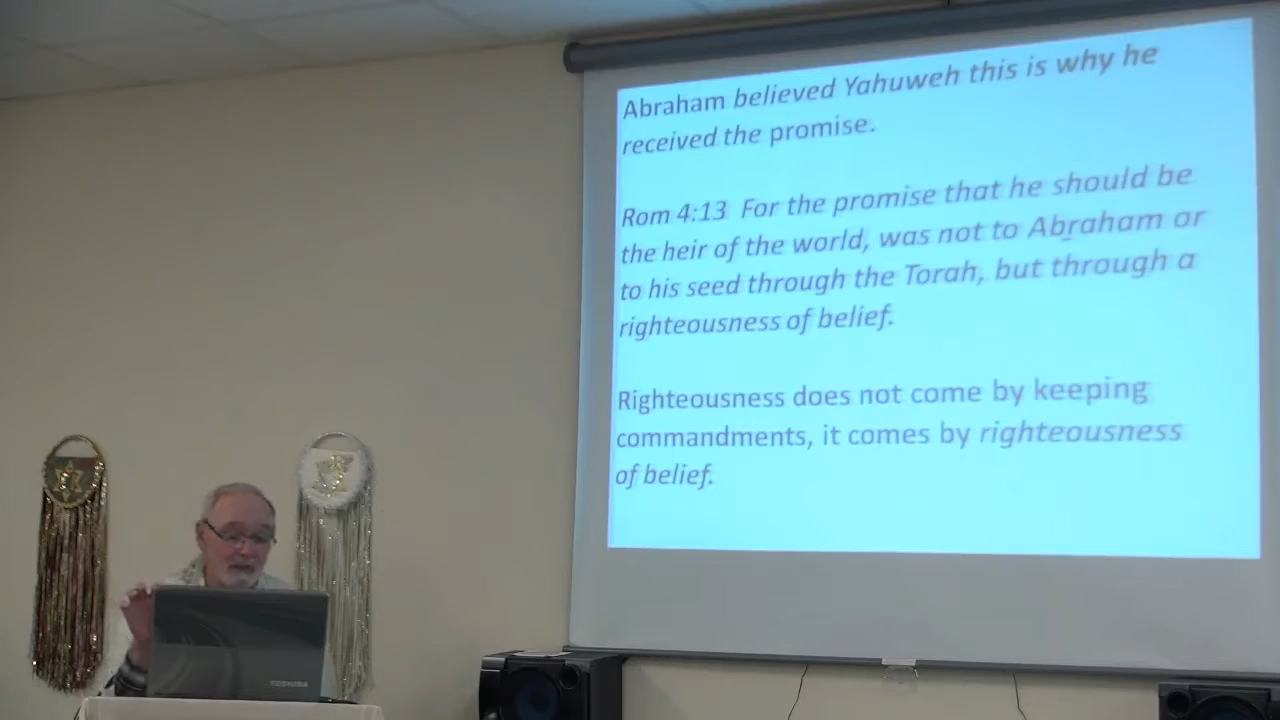 Abraham believed Yahuweh this is why he
received the promise.
Rom 4:13 For the promise that he should be
the heir of the world, was not to Abraham or
to his seed through the Torah, but through a
righteousness of belief.
Righteousness does not come by keeping
commandments, it comes by righteousness
of belief.
TOSHIBA